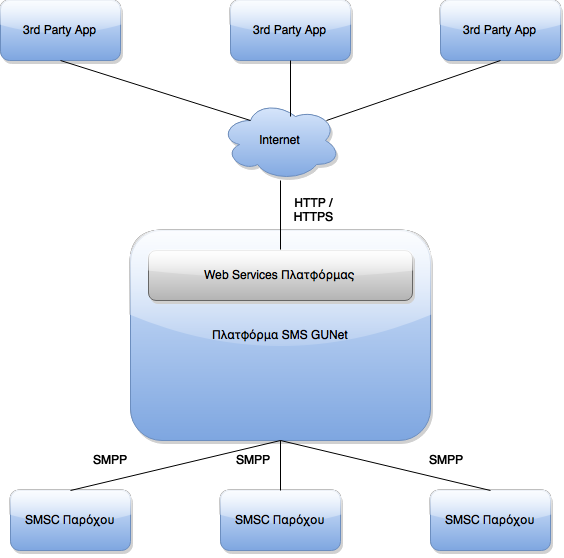 3rd Party App
3rd Party App
3rd Party App
Internet
HTTP /
HTTPS
Web Services Πλατφόρμας
Πλατφόρμα SMS GUNet
SMPP
SMPP
SMPP
SMSC Παρόχου
SMSC Παρόχου
SMSC Παρόχου